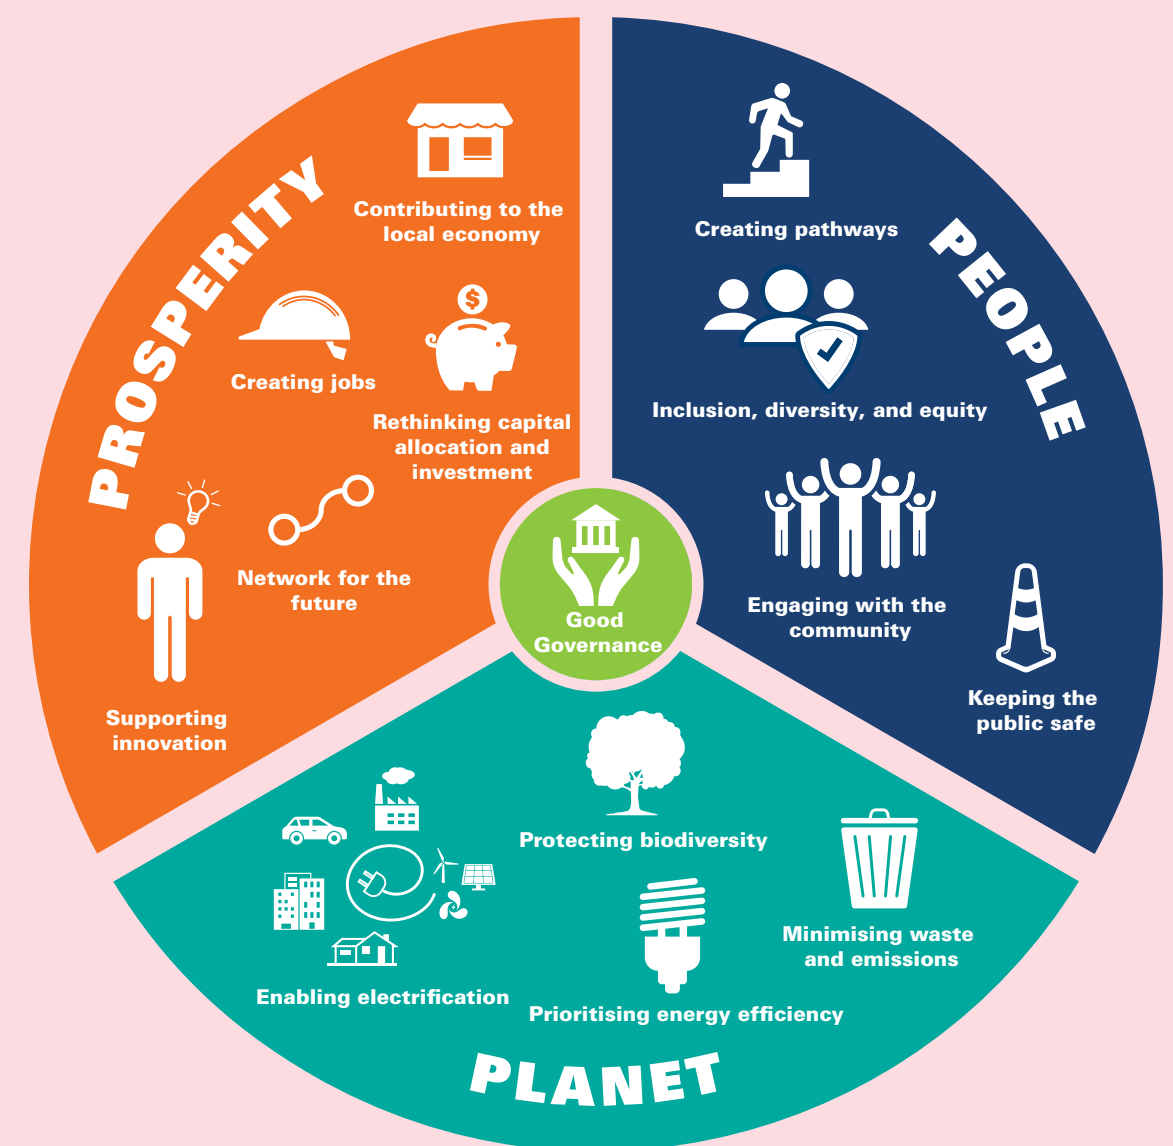 PROSPERITY
Contributing to the
local economy
Creating jobs
$
Rethinking capital
allocation and
investment
Network for the
future
Supporting
innovation
PEOPLE
Creating pathways
Inclusion, diversity, and equity
Engaging with the
community
Keeping the
public safe
Good
Governance
Protecting biodiversity
Minimising waste
and emissions
Enabling electrification
Prioritising energy efficiency
PLANET